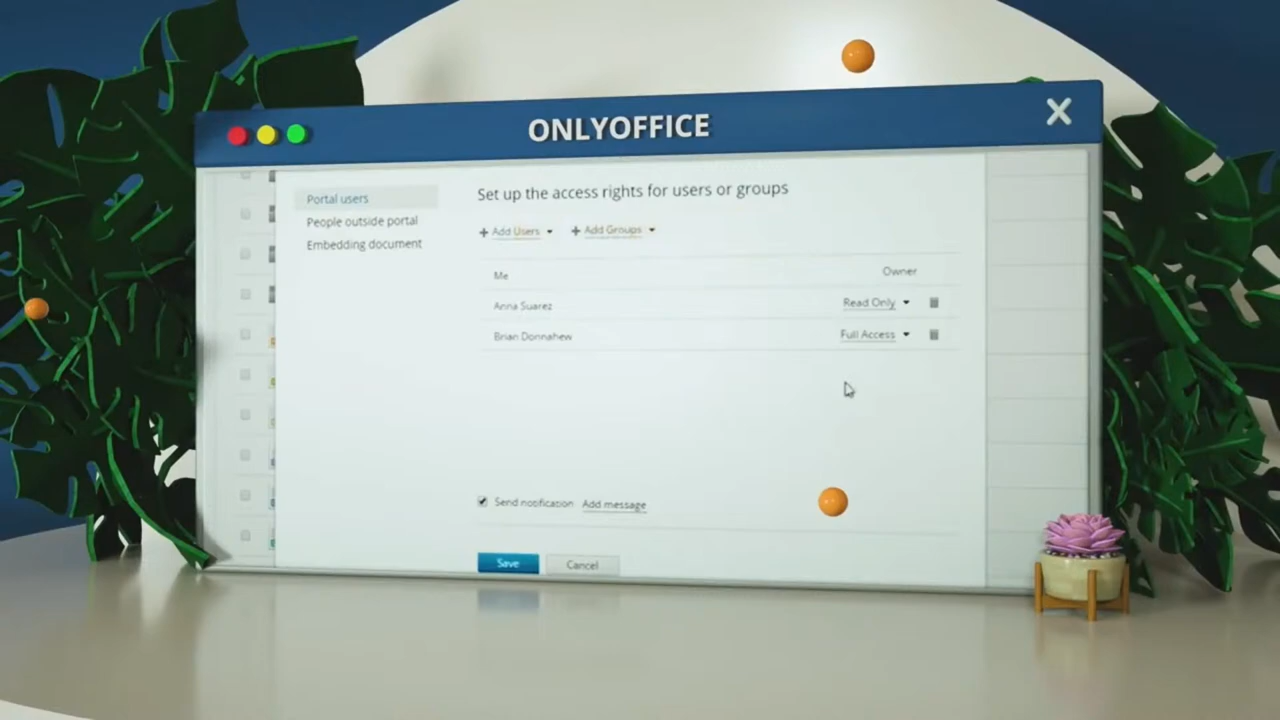 ONLYOFFICE
Portal users
People outside portal
Embedding document
Set up the access rights for users or groups
Add Users
Add Groups
Me
Owner
Anna Suarez
Read Only
Brian Donnahew
Full Access
Send notification
Add message
Save
Cancel